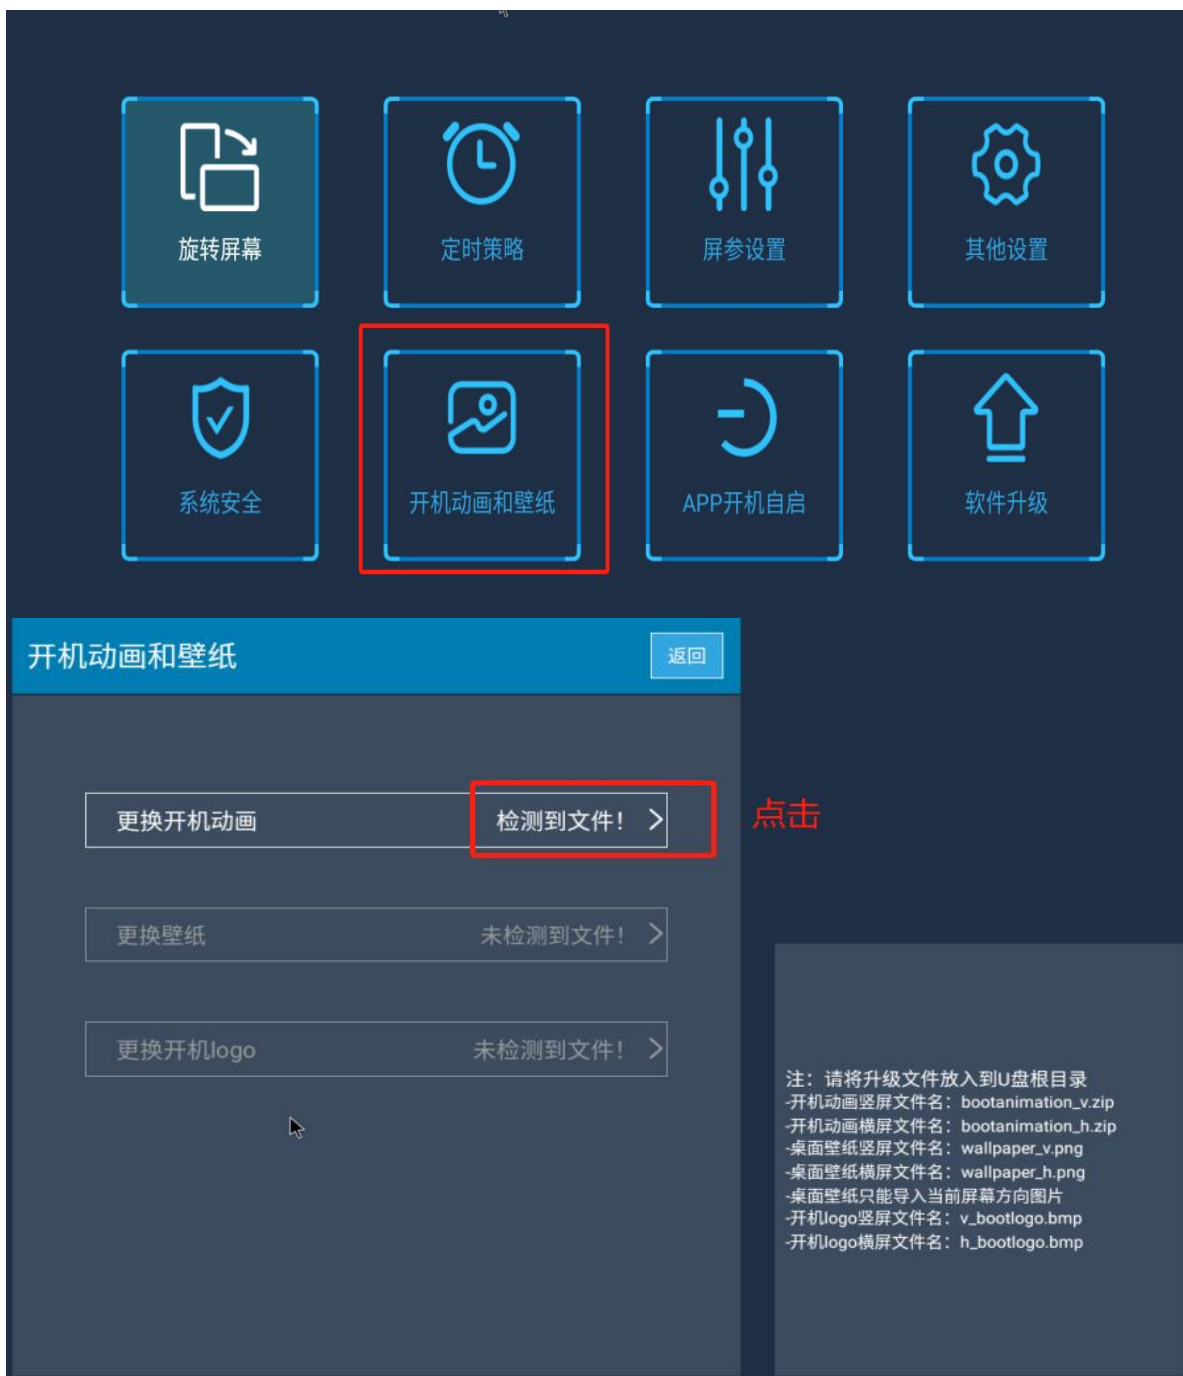 旋转屏幕
定时策略
屏参设置
其他设置
系统安全
开机动画和壁纸
APP开机自启
软件升级
开机动画和壁纸
返回
更换开机动画 检测到文件！
点击
更换壁纸 未检测到文件！
更换开机logo 未检测到文件！
注：请将升级文件放入到U盘根目录
-开机动画竖屏文件名：bootanimation_v.zip
-开机动画横屏文件名：bootanimation_h.zip
-桌面壁纸竖屏文件名：wallpaper_v.png
-桌面壁纸横屏文件名：wallpaper_h.png
-桌面壁纸只能导入当前屏幕方向图片
-开机logo竖屏文件名：v_bootlogo.bmp
-开机logo横屏文件名：h_bootlogo.bmp